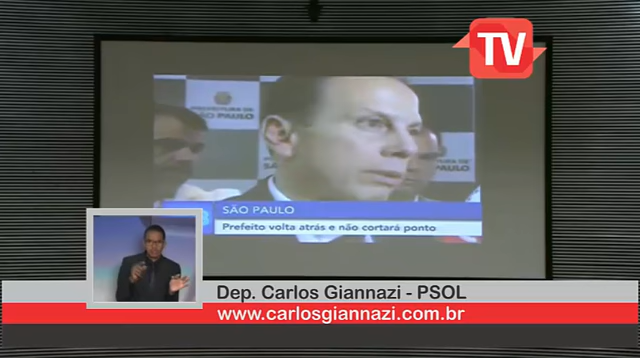 TV
PREFEITURA DE
SÃO PAULO
SÃO PAULO
Prefeito volta atrás e não cortará ponto
Dep. Carlos Giannazi - PSOL
www.carlosgiannazi.com.br